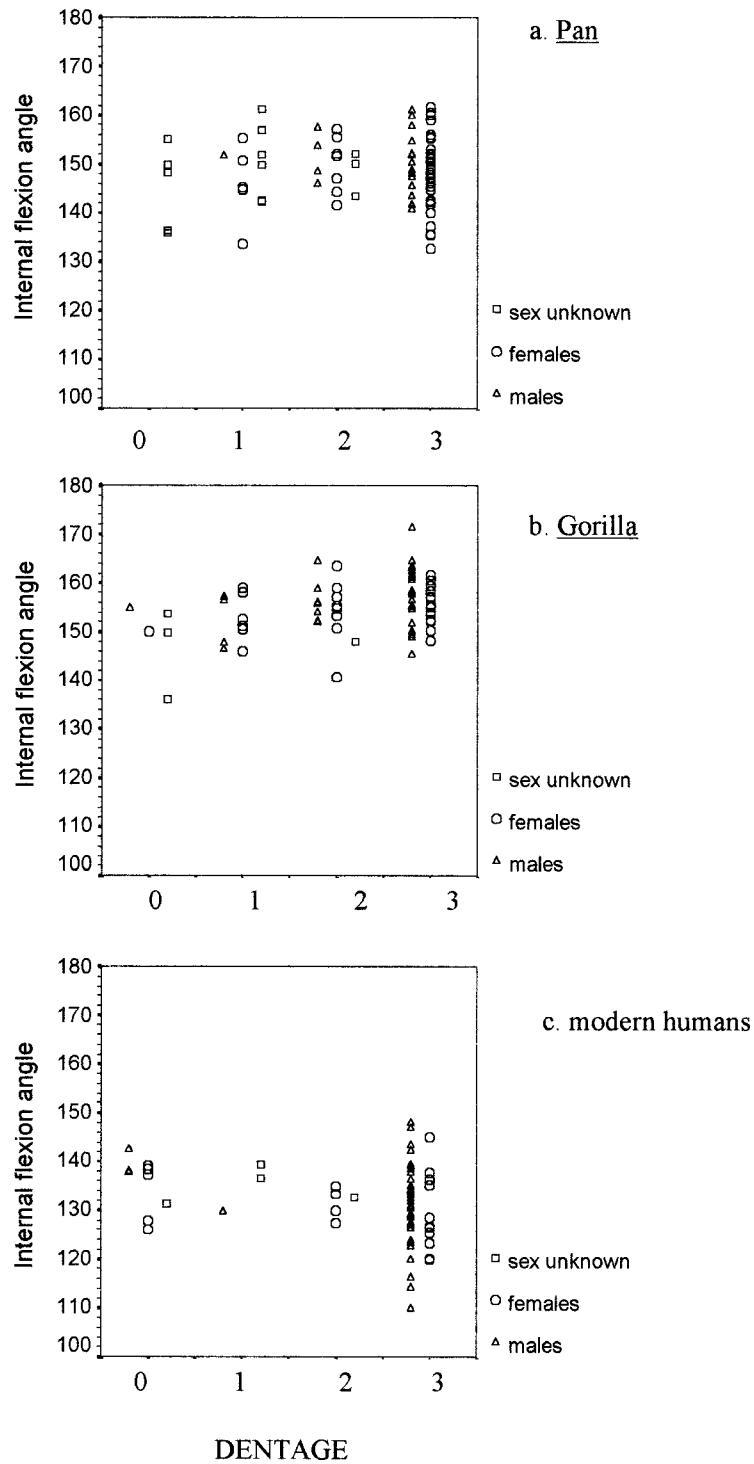 a. Pan
180
170
160
150
140
130
120
110
100
Internal flexion angle
□ sex unknown
○ females
△ males
0 1 2 3
b. Gorilla
180
170
160
150
140
130
120
110
100
Internal flexion angle
□ sex unknown
○ females
△ males
0 1 2 3
c. modern humans
180
170
160
150
140
130
120
110
100
Internal flexion angle
□ sex unknown
○ females
△ males
0 1 2 3
DENTAGE